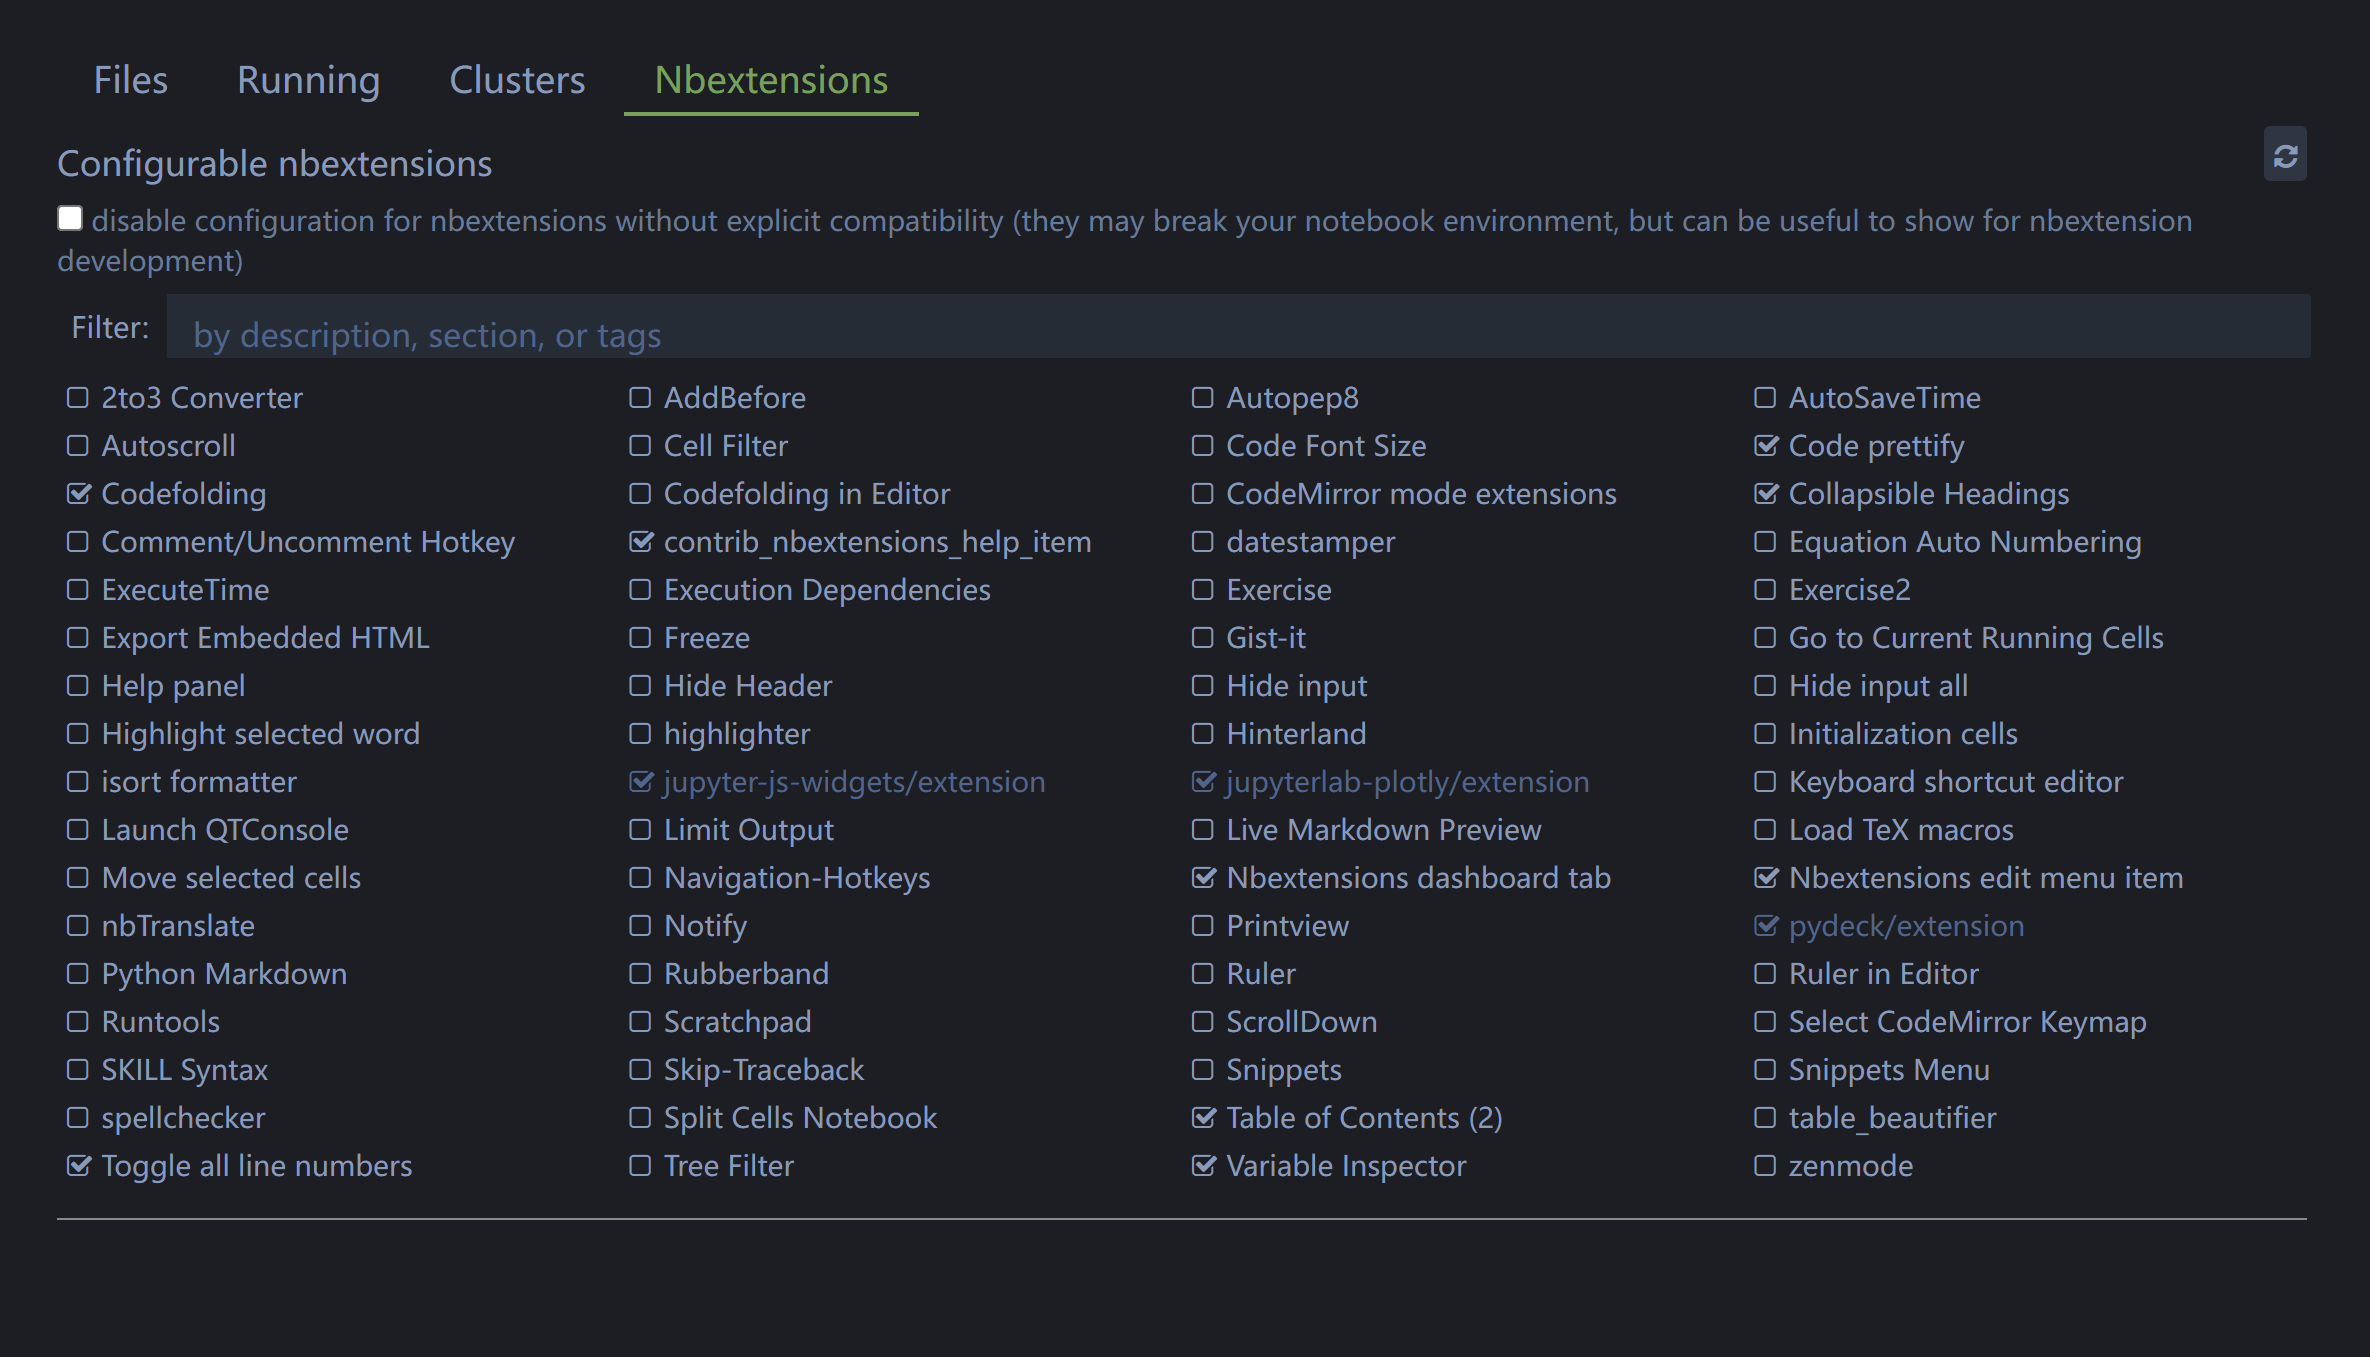 Files Running Clusters Nbextensions
Configurable nbextensions
disable configuration for nbextensions without explicit compatibility (they may break your notebook environment, but can be useful to show for nbextension
development)
Filter: by description, section, or tags
2to3 Converter AddBefore Autopep8 AutoSaveTime
Autoscroll Cell Filter Code Font Size Code prettify
Codefolding Codefolding in Editor CodeMirror mode extensions Collapsible Headings
Comment/Uncomment Hotkey contrib_nbextensions_help_item datestamper Equation Auto Numbering
ExecuteTime Execution Dependencies Exercise Exercise2
Export Embedded HTML Freeze Gist-it Go to Current Running Cells
Help panel Hide Header Hide input Hide input all
Highlight selected word highlighter Hinterland Initialization cells
isort formatter jupyter-js-widgets/extension jupyterlab-plotly/extension Keyboard shortcut editor
Launch QTConsole Limit Output Live Markdown Preview Load TeX macros
Move selected cells Navigation-Hotkeys Nbextensions dashboard tab Nbextensions edit menu item
nbTranslate Notify Printview pydeck/extension
Python Markdown Rubberband Ruler Ruler in Editor
Runtools Scratchpad ScrollDown Select CodeMirror Keymap
SKILL Syntax Skip-Traceback Snippets Snippets Menu
spellchecker Split Cells Notebook Table of Contents (2) table_beautifier
Toggle all line numbers Tree Filter Variable Inspector zenmode